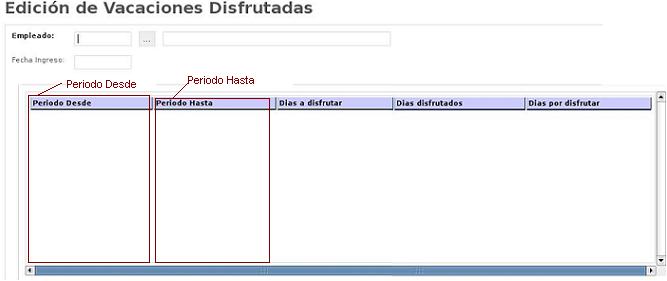 Edición de Vacaciones Disfrutadas
Empleado:
...
Fecha Ingreso:
Periodo Desde
Periodo Hasta
Periodo Desde Periodo Hasta Dias a disfrutar Dias disfrutados Dias por disfrutar